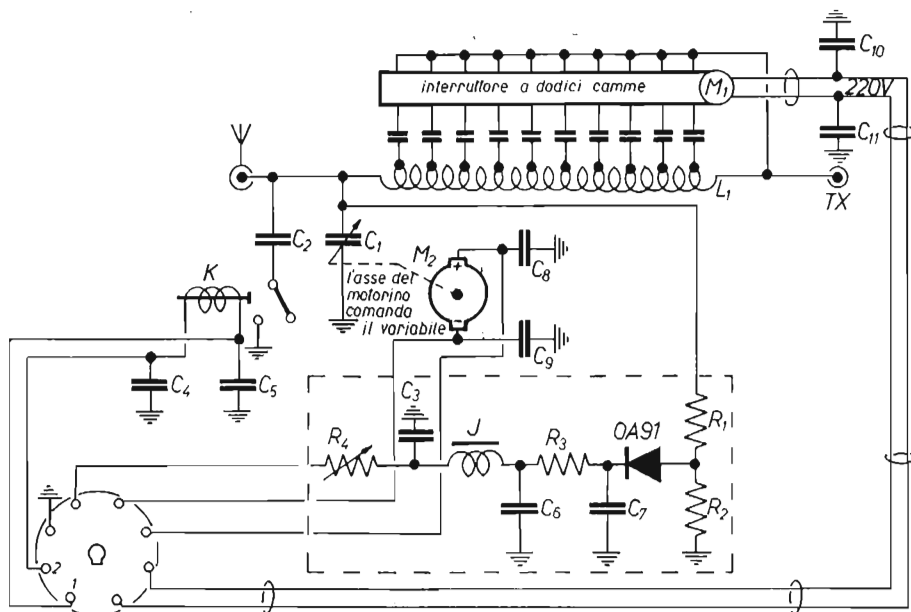 C10
interruttore a dodici camme
M1
220V
C11
L1
TX
C2
C1
M2
+
-
C8
K
l'asse del
motorino
comanda
il variabile
C9
C4
C5
C3
R1
R4
J
R3
OA91
C6
C7
R2
2
1